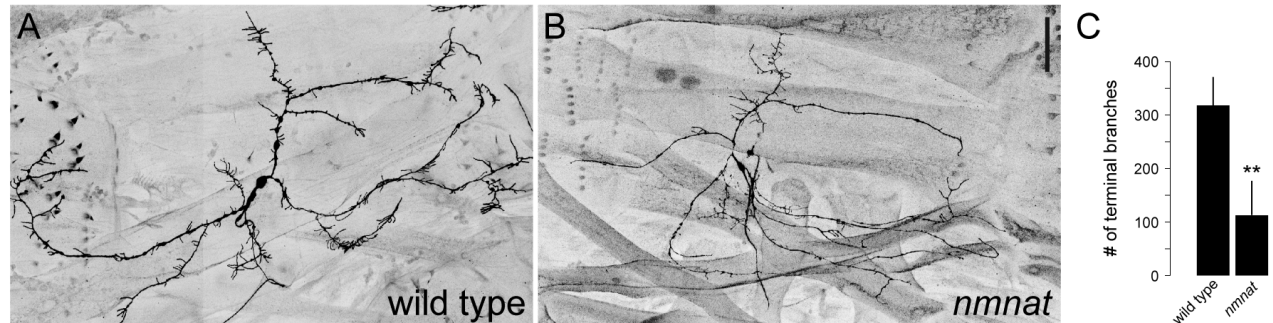 A
wild type
B
nmnat
C
# of terminal branches
400
300
200
100
0
**
wild type
nmnat